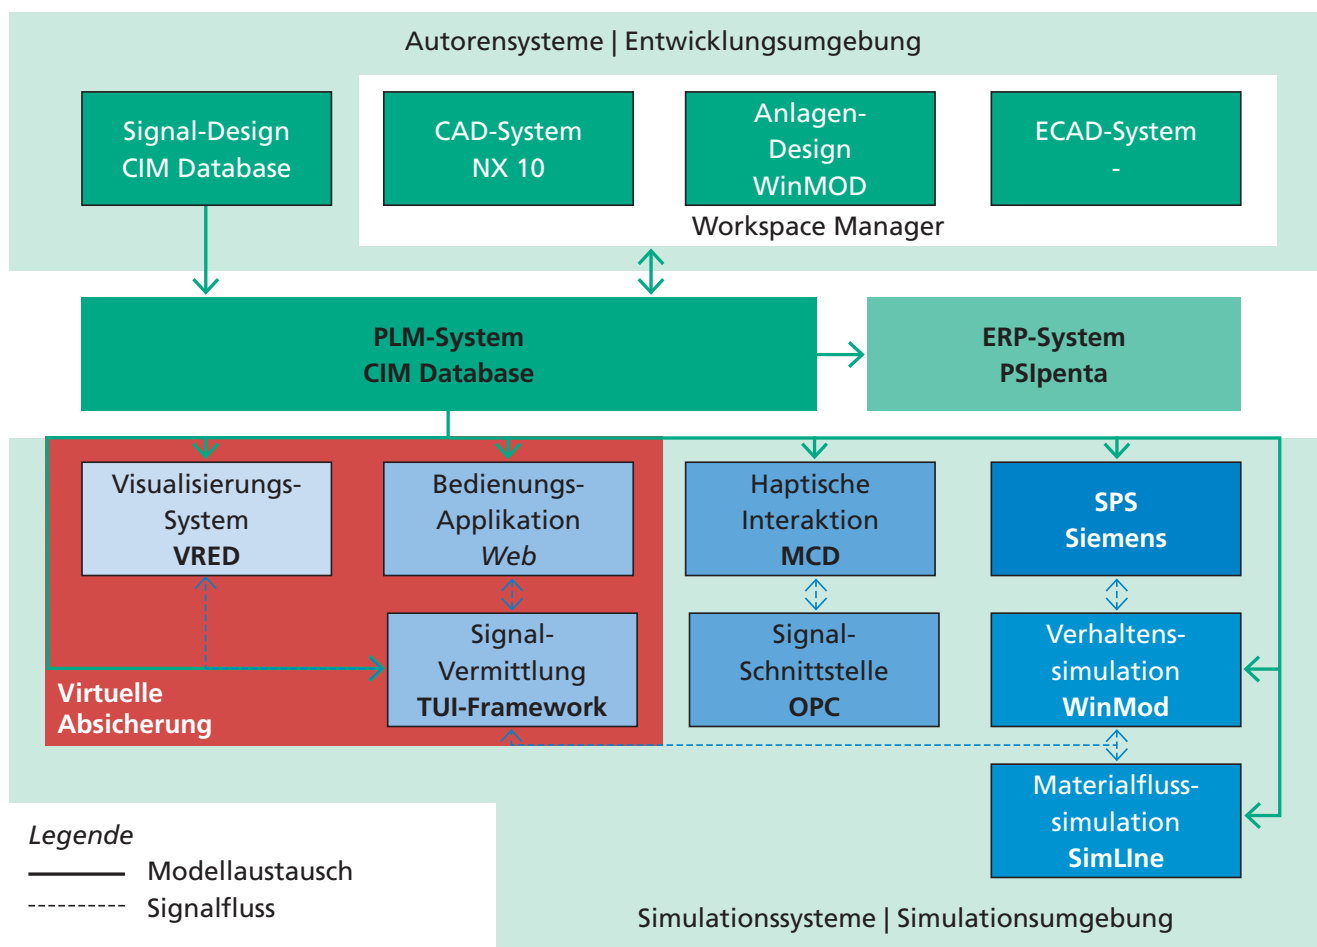 Autorensysteme | Entwicklungsumgebung
Signal-Design
CIM Database
CAD-System
NX 10
Anlagen-
Design
WinMOD
ECAD-System
-
Workspace Manager
PLM-System
CIM Database
ERP-System
PSIpenta
Visualisierungs-
System
VRED
Bedienungs-
Applikation
Web
Haptische
Interaktion
MCD
SPS
Siemens
Signal-
Vermittlung
TUI-Framework
Signal-
Schnittstelle
OPC
Verhaltens-
simulation
WinMod
Virtuelle
Absicherung
Materialfluss-
simulation
SimLIne
Legende
Modellaustausch
Signalfluss
Simulationssysteme | Simulationsumgebung